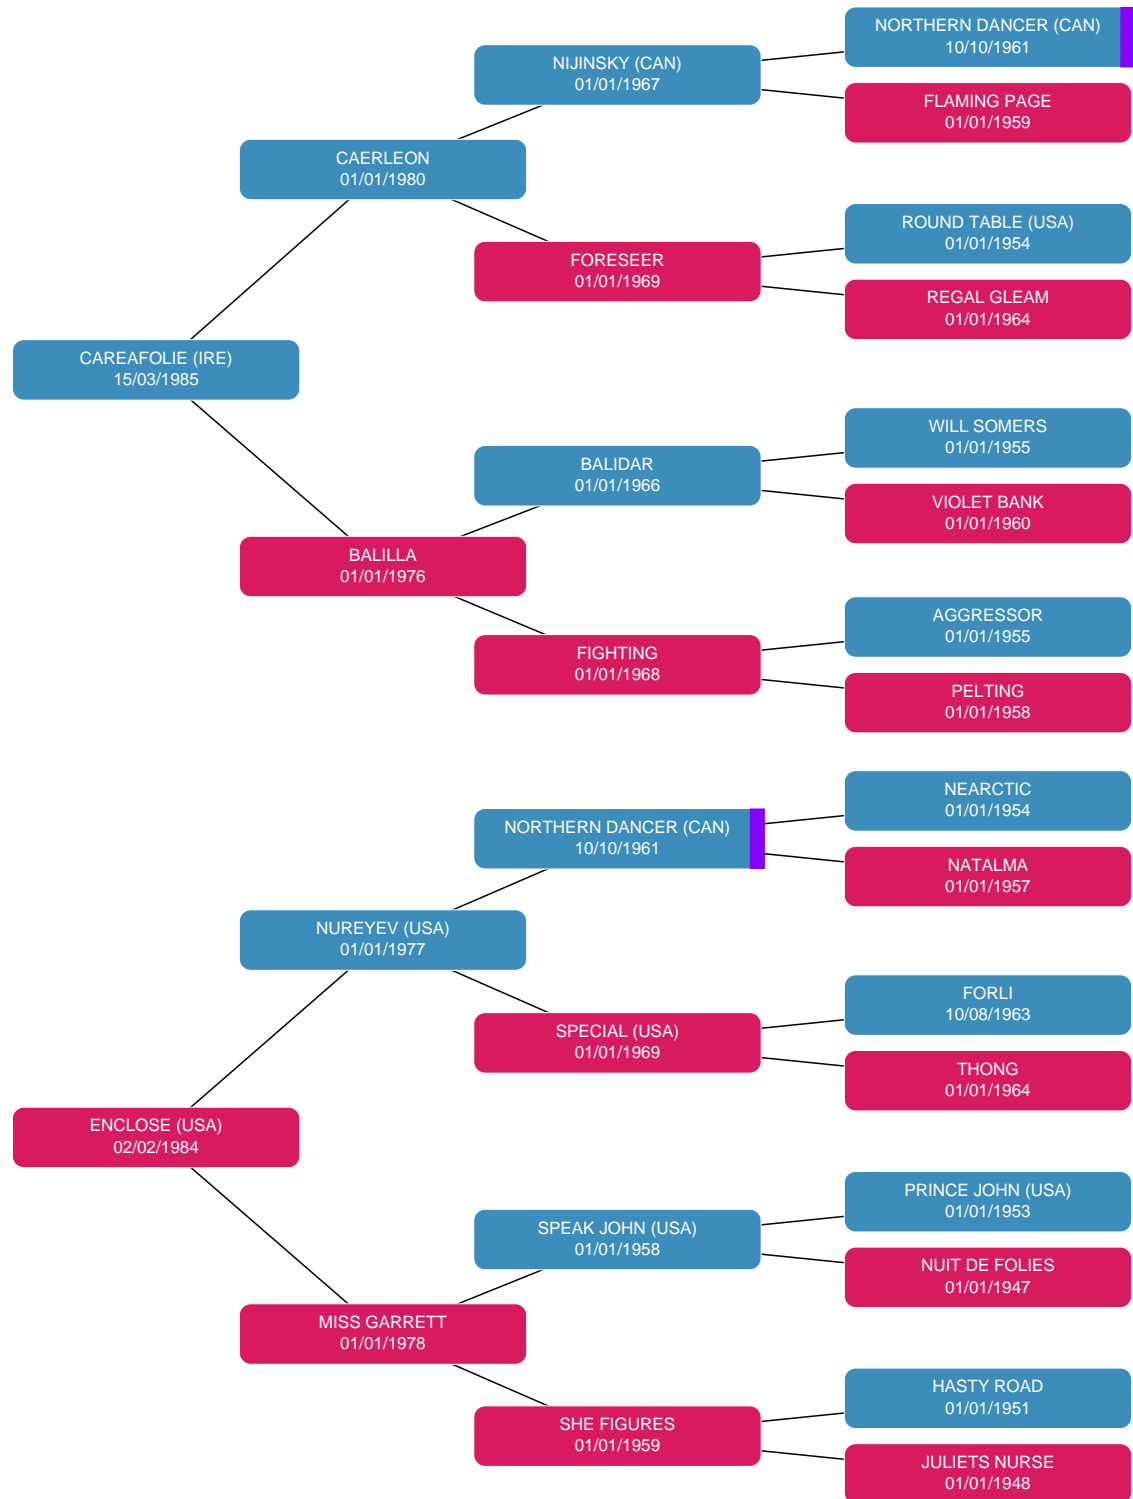 NORTHERN DANCER (CAN)
10/10/1961
NIJINSKY (CAN)
01/01/1967
FLAMING PAGE
01/01/1959
CAERLEON
01/01/1980
ROUND TABLE (USA)
01/01/1954
FORESEER
01/01/1969
REGAL GLEAM
01/01/1964
CAREAFOLIE (IRE)
15/03/1985
WILL SOMERS
01/01/1955
BALIDAR
01/01/1966
VIOLET BANK
01/01/1960
BALILLA
01/01/1976
AGGRESSOR
01/01/1955
FIGHTING
01/01/1968
PELTING
01/01/1958
NEARCTIC
01/01/1954
NORTHERN DANCER (CAN)
10/10/1961
NATALMA
01/01/1957
NUREYEV (USA)
01/01/1977
FORLI
10/08/1963
SPECIAL (USA)
01/01/1969
THONG
01/01/1964
ENCLOSE (USA)
02/02/1984
PRINCE JOHN (USA)
01/01/1953
SPEAK JOHN (USA)
01/01/1958
NUIT DE FOLIES
01/01/1947
MISS GARRETT
01/01/1978
HASTY ROAD
01/01/1951
SHE FIGURES
01/01/1959
JULIETS NURSE
01/01/1948